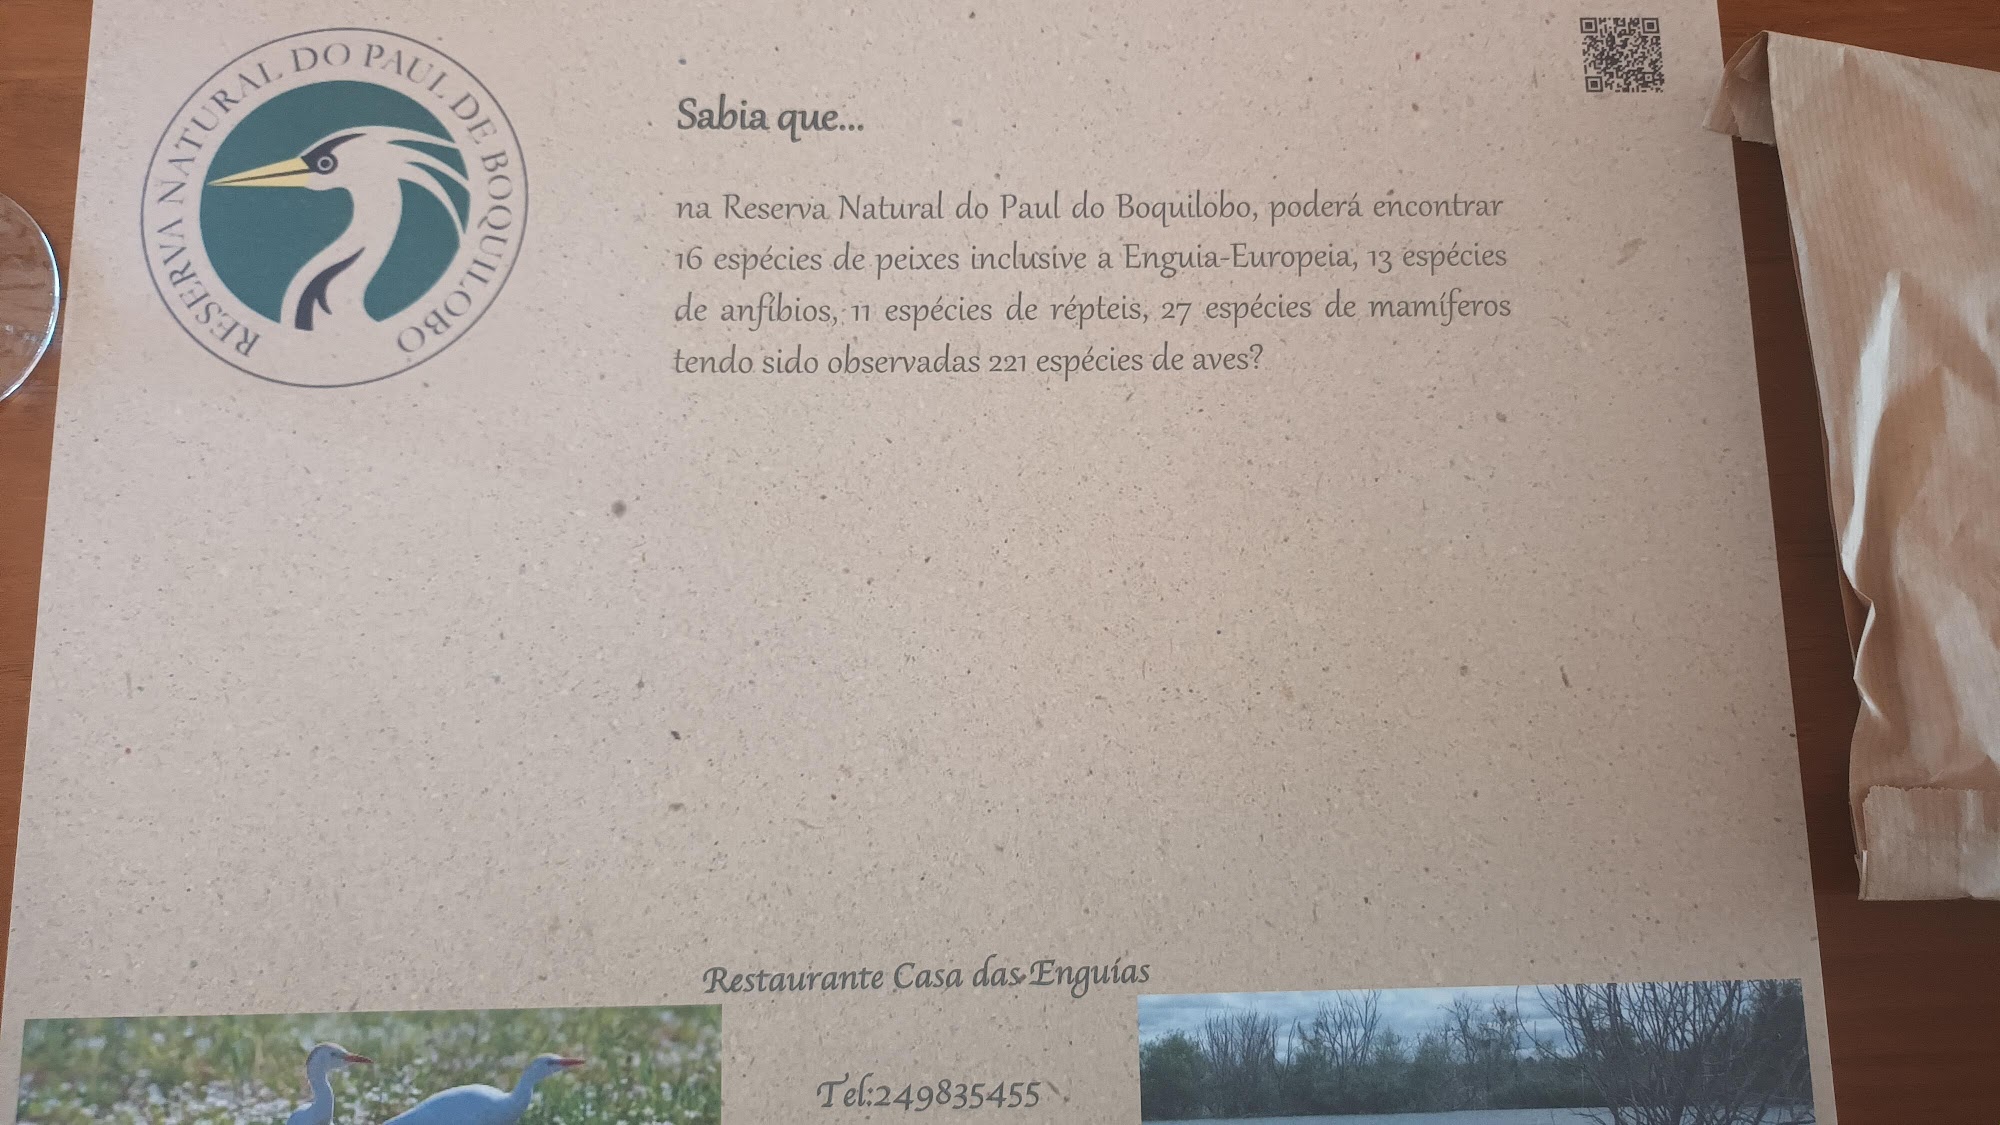 RESERVA NATURAL DO PAUL DE BOQUILOBO
Sabia que...
na Reserva Natural do Paul do Boquilobo, poderá encontrar
16 espécies de peixes inclusive a Enguia-Europeia, 13 espécies
de anfíbios, 11 espécies de répteis, 27 espécies de mamíferos
tendo sido observadas 221 espécies de aves?
Restaurante Casa das Enguias
Tel:249835455